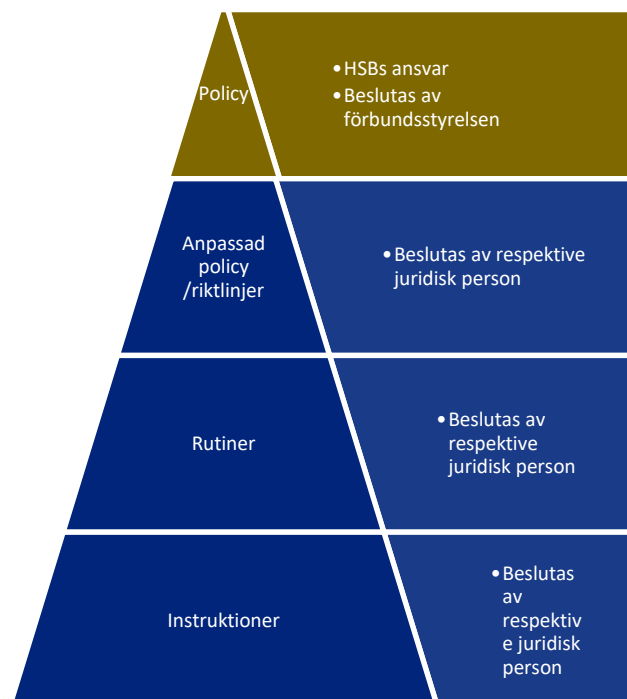 Policy
•HSBs ansvar
•Beslutas av
förbundsstyrelsen
Anpassad
policy
/riktlinjer
•Beslutas av respektive
juridisk person
Rutiner
•Beslutas av
respektive
juridisk person
Instruktioner
•Beslutas
av
respektiv
e juridisk
person